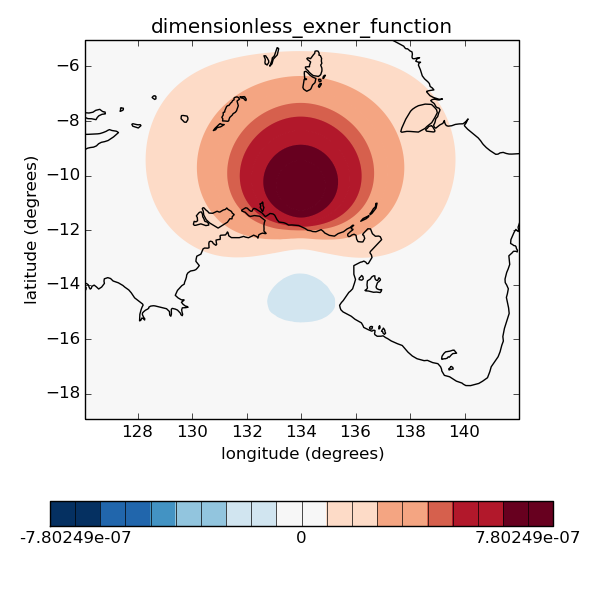 dimensionless_exner_function
−6
−8
−10
−12
−14
−16
−18
latitude (degrees)
128 130 132 134 136 138 140
longitude (degrees)
-7.80249e-07 0 7.80249e-07